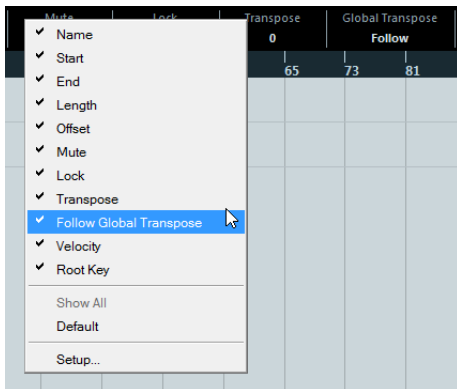 Mute Lock Transpose Global Transpose
0 Follow
65 73 81
Name
Start
End
Length
Offset
Mute
Lock
Transpose
Follow Global Transpose
Velocity
Root Key
Show All
Default
Setup...